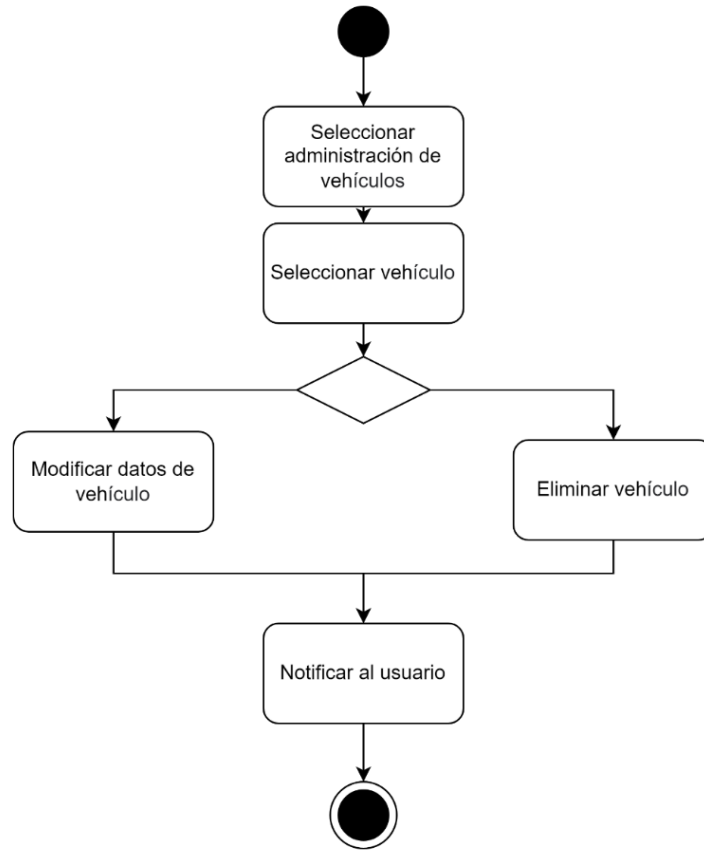 Seleccionar
administración de
vehículos
Seleccionar vehículo
Modificar datos de
vehículo
Eliminar vehículo
Notificar al usuario